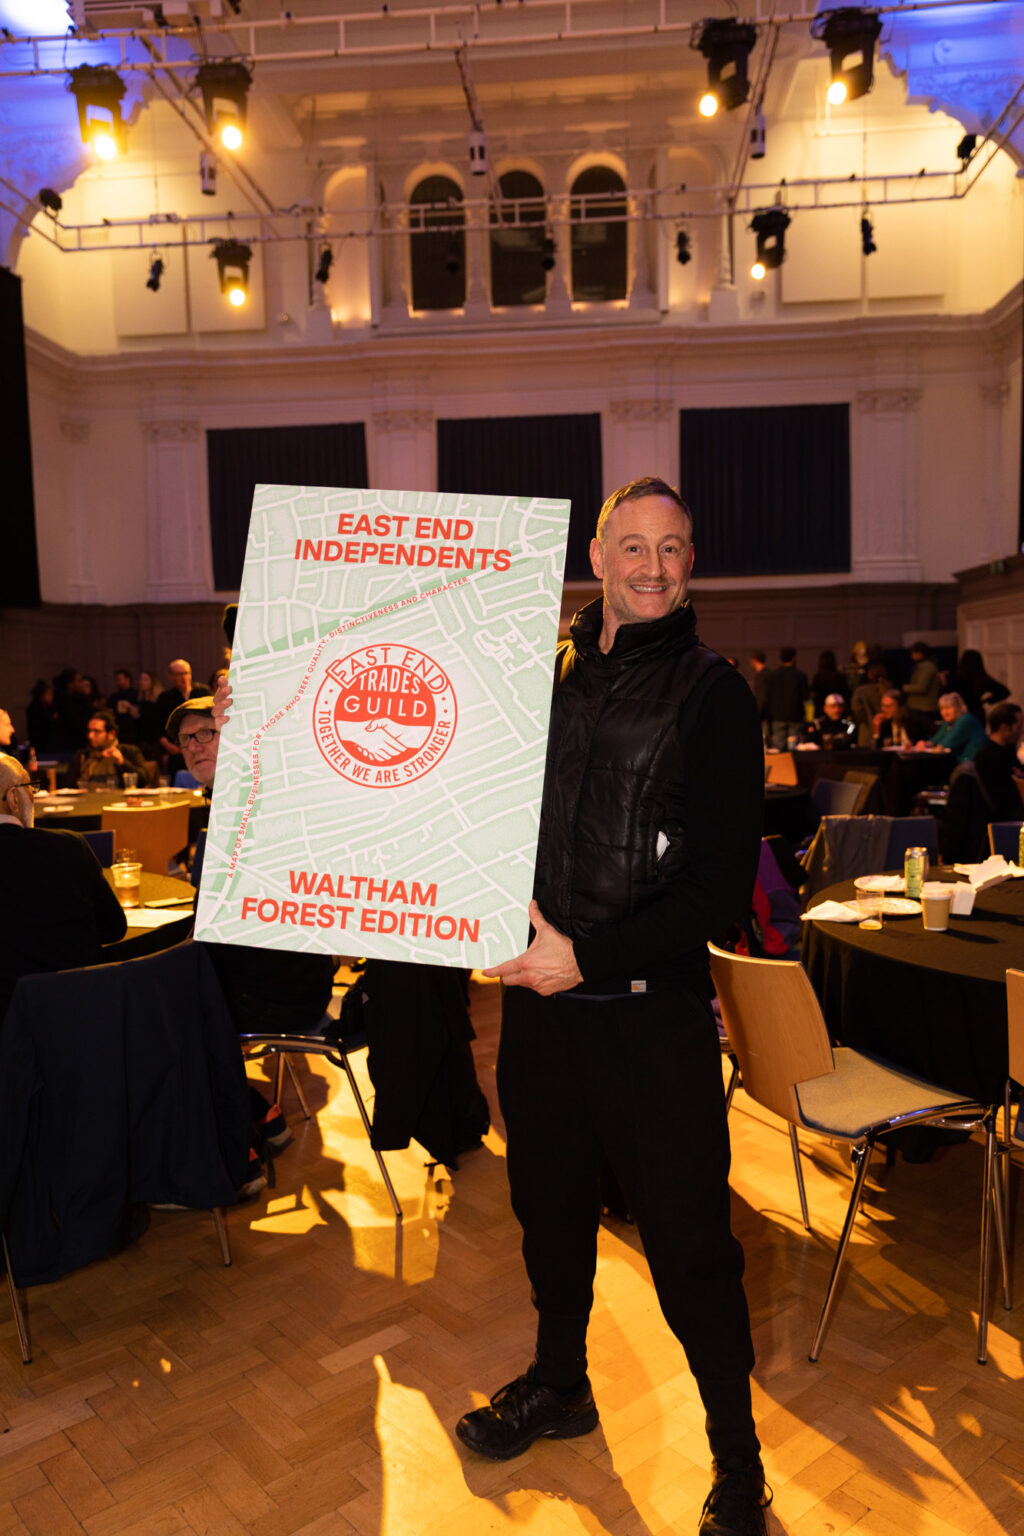 EAST END
INDEPENDENTS
A MAP OF SMALL BUSINESSES FOR THOSE WHO SEEK QUALITY, DISTINCTIVENESS AND CHARACTER.
EAST END
TRADES
GUILD
· TOGETHER WE ARE STRONGER ·
WALTHAM
FOREST EDITION